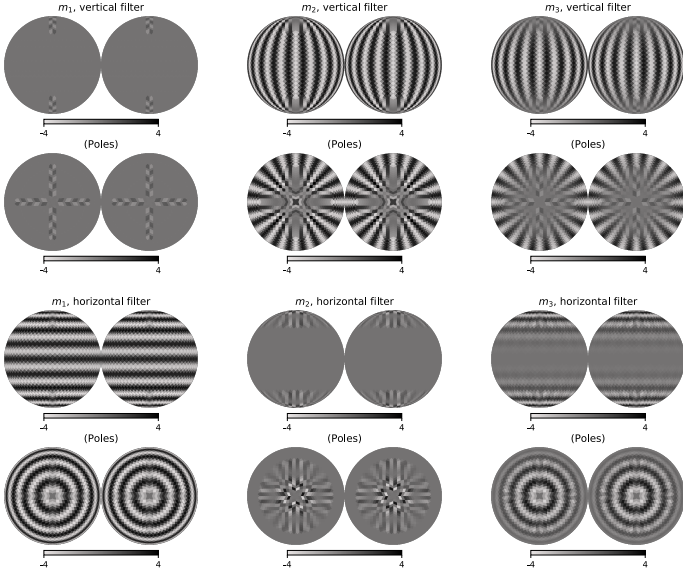 m1, vertical filter
m2, vertical filter
m3, vertical filter
-4 4
-4 4
-4 4
(Poles)
(Poles)
(Poles)
-4 4
-4 4
-4 4
m1, horizontal filter
m2, horizontal filter
m3, horizontal filter
-4 4
-4 4
-4 4
(Poles)
(Poles)
(Poles)
-4 4
-4 4
-4 4